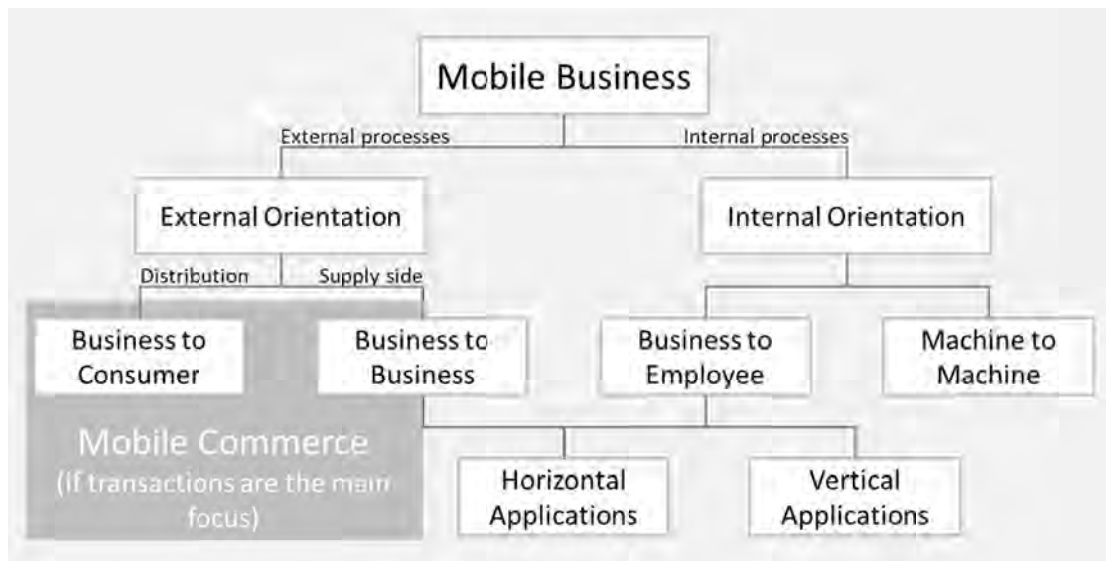 Mobile Business
External processes
Internal processes
External Orientation
Internal Orientation
Distribution
Supply side
Business to
Consumer
Business to
Business
Business to
Employee
Machine to
Machine
Mobile Commerce
(if transactions are the main
focus)
Horizontal
Applications
Vertical
Applications